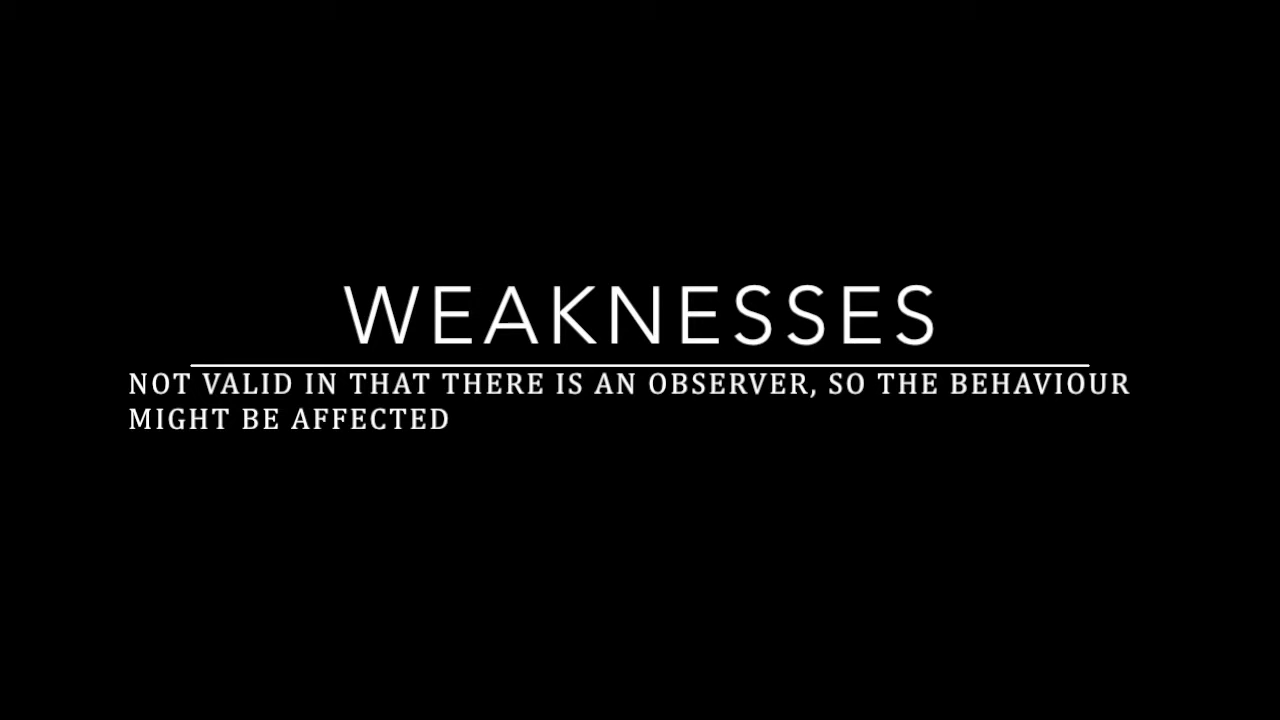 WEAKNESSES
NOT VALID IN THAT THERE IS AN OBSERVER, SO THE BEHAVIOUR
MIGHT BE AFFECTED